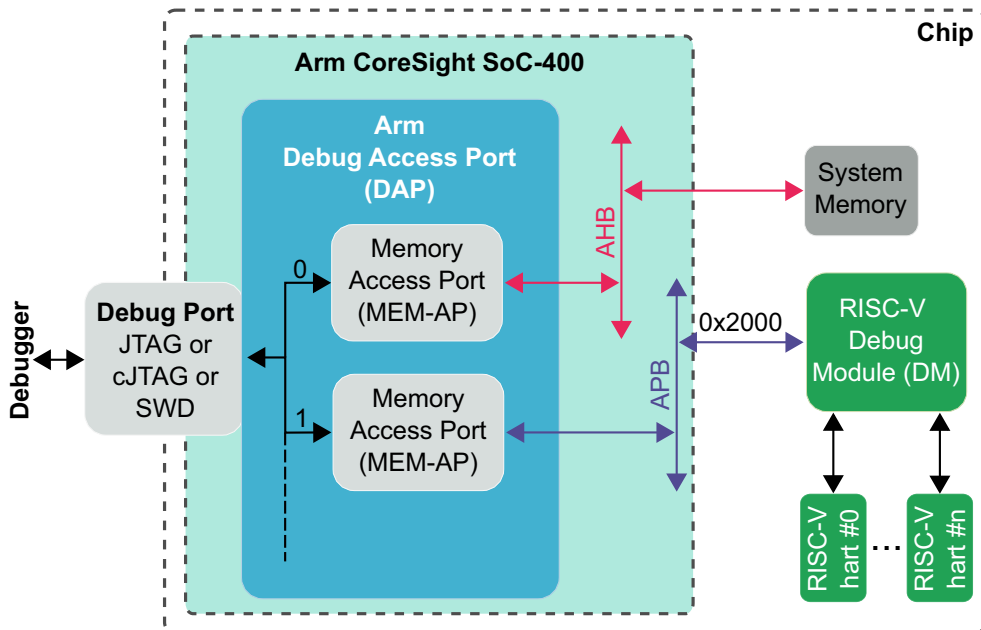 Chip
Arm CoreSight SoC-400
Arm
Debug Access Port
(DAP)
System
Memory
AHB
0
Memory
Access Port
(MEM-AP)
Debugger
Debug Port
JTAG or
cJTAG or
SWD
APB
0x2000
RISC-V
Debug
Module (DM)
1
Memory
Access Port
(MEM-AP)
RISC-V
hart #0
...
RISC-V
hart #n